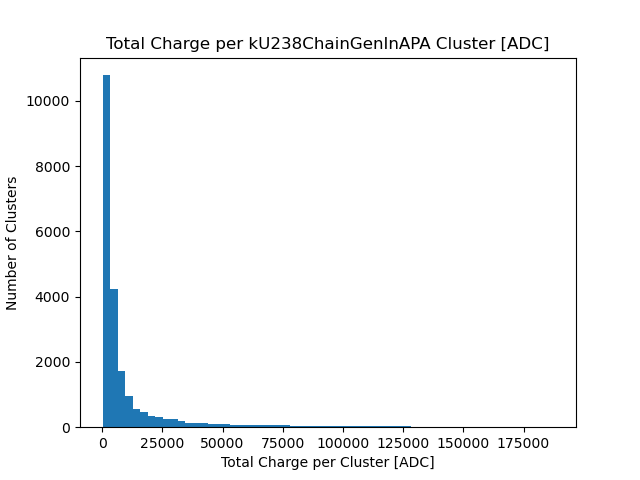 Total Charge per kU238ChainGenInAPA Cluster [ADC]
Number of Clusters
10000
8000
6000
4000
2000
0
0 25000 50000 75000 100000 125000 150000 175000
Total Charge per Cluster [ADC]